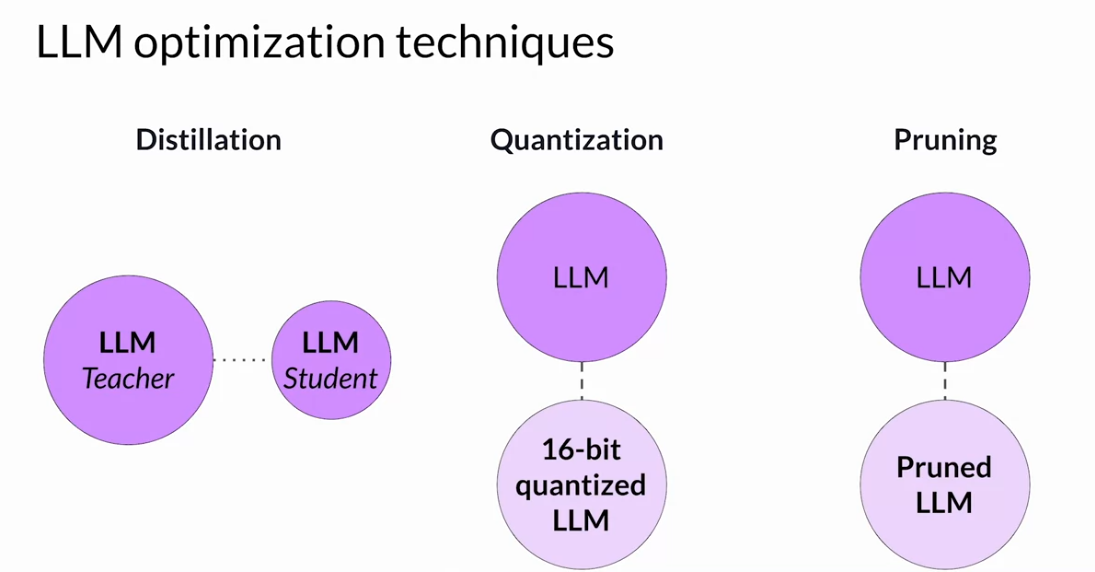 LLM optimization techniques
Distillation
Quantization
Pruning
LLM
Teacher
LLM
Student
LLM
16-bit
quantized
LLM
LLM
Pruned
LLM